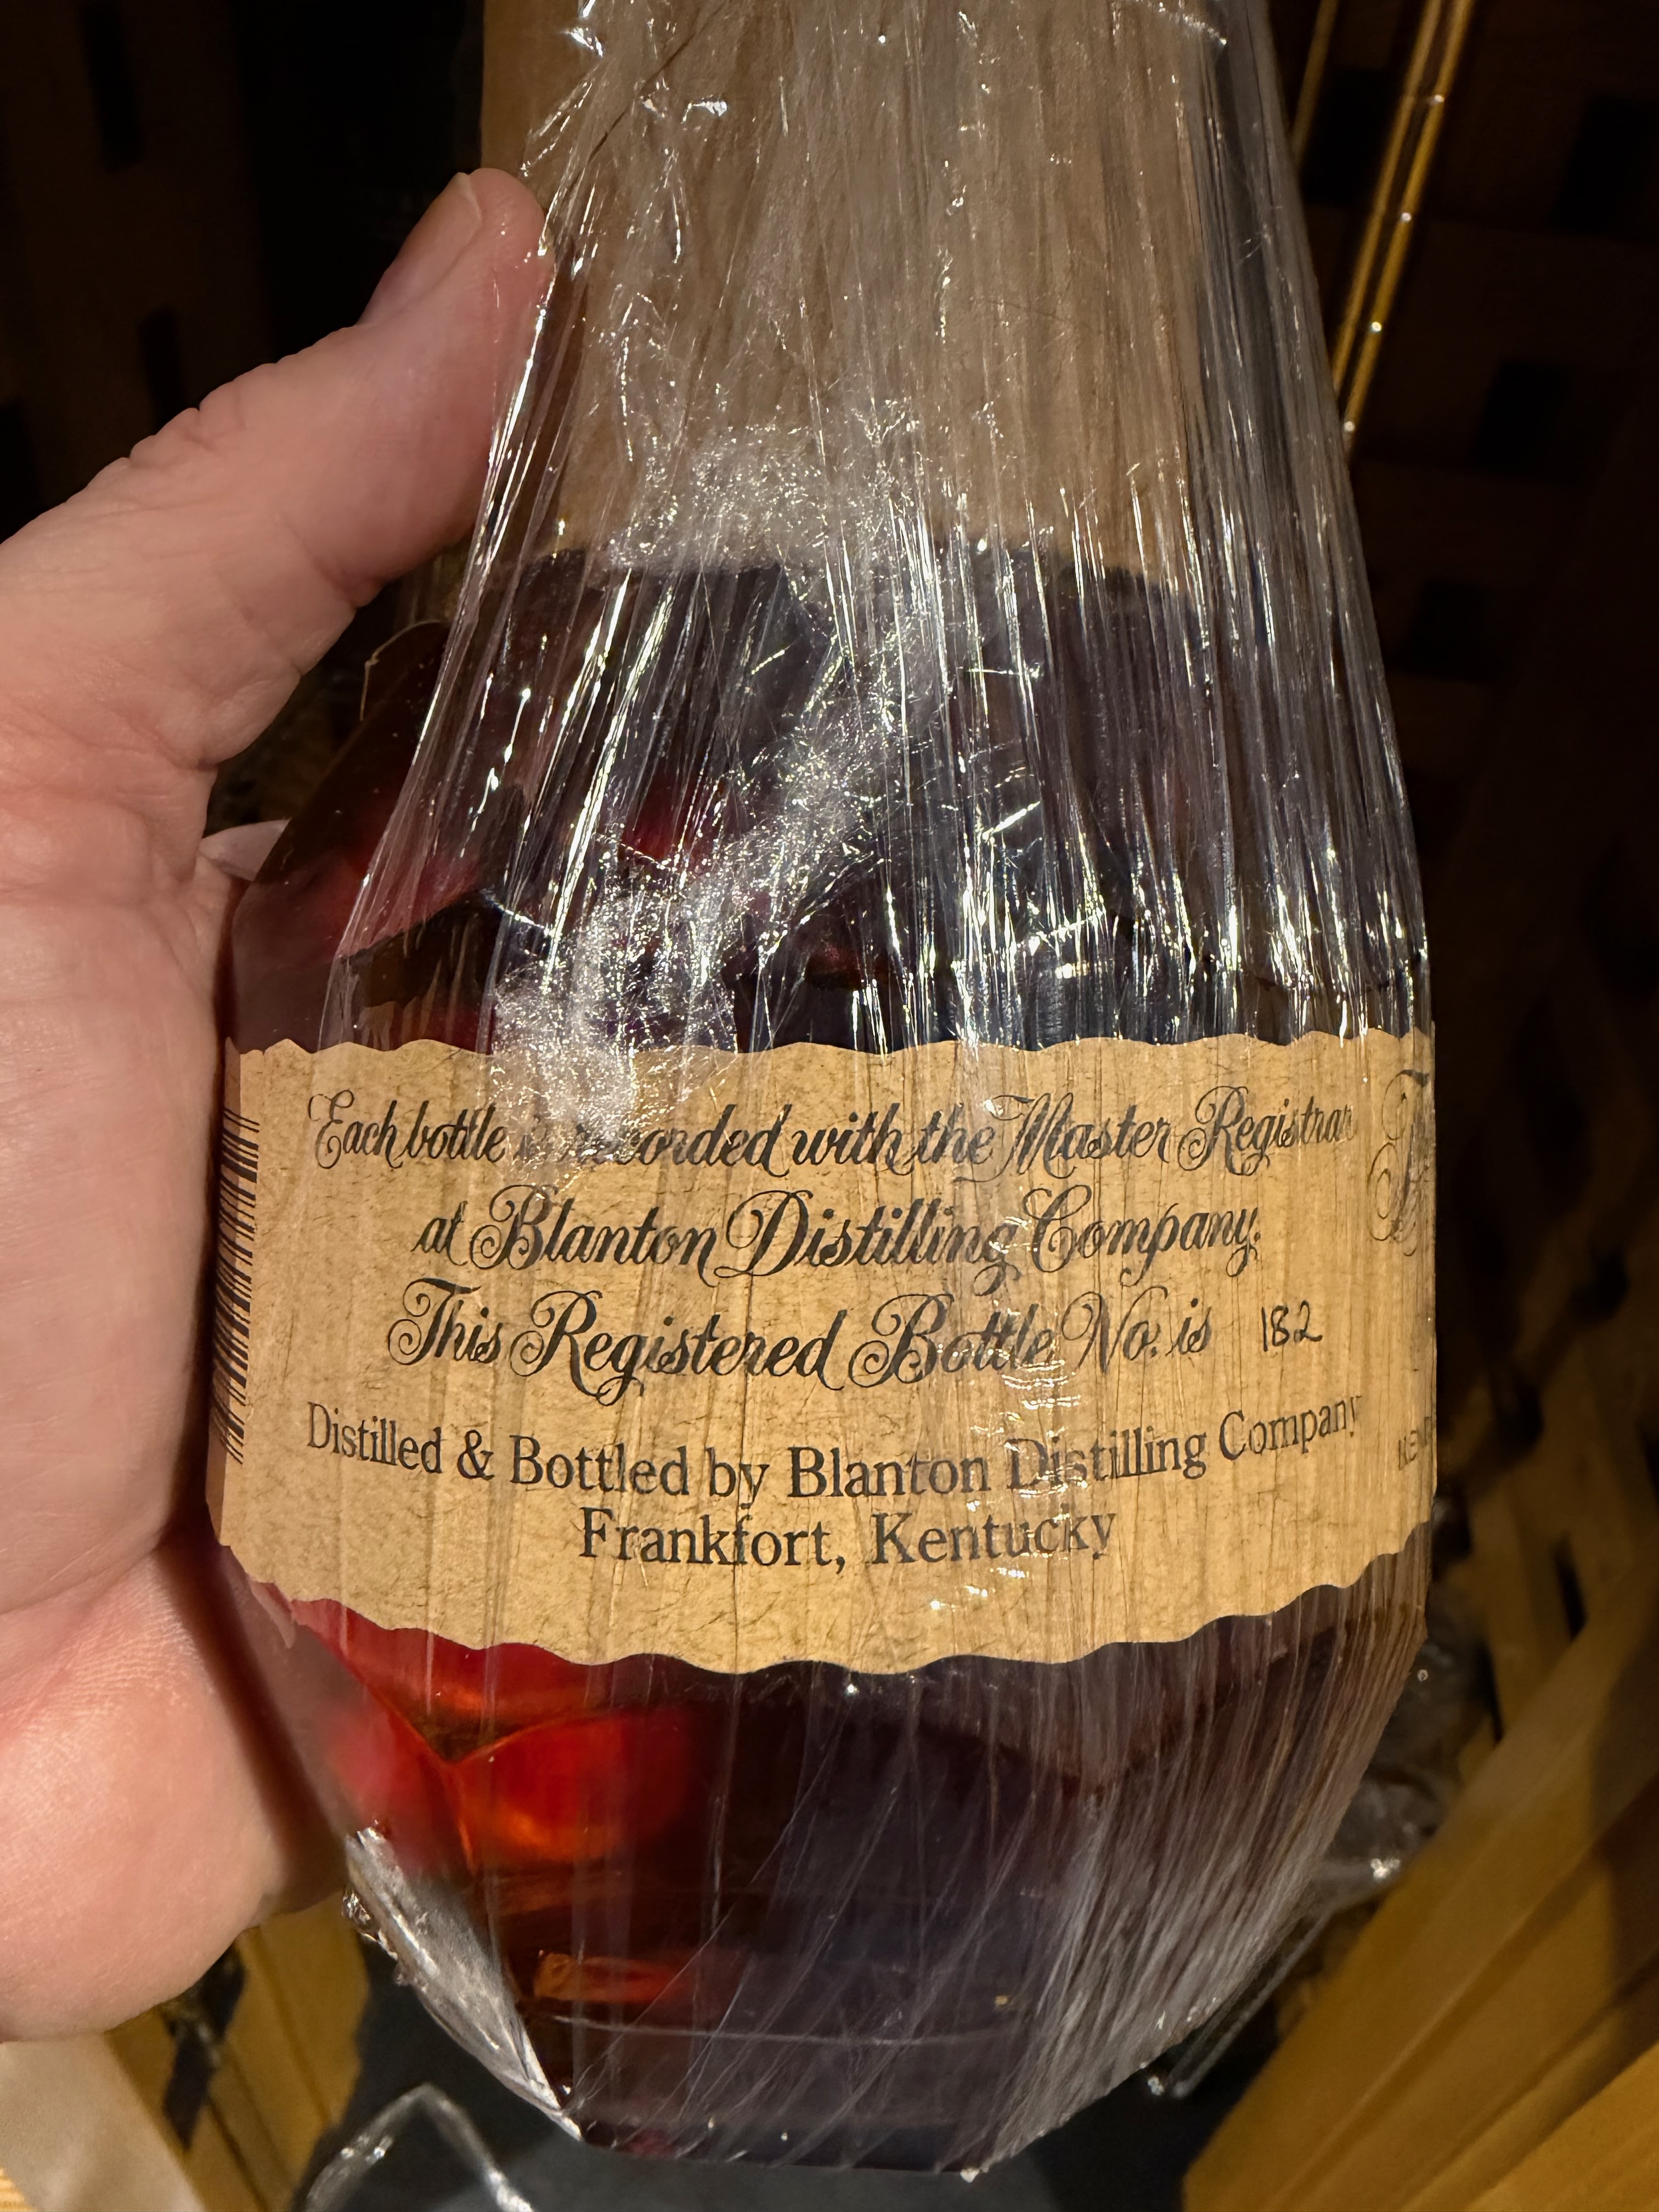 Each bottle is recorded with the Master Registrar
at Blanton Distilling Company.
This Registered Bottle No. is 182
Distilled & Bottled by Blanton Distilling Company
Frankfort, Kentucky